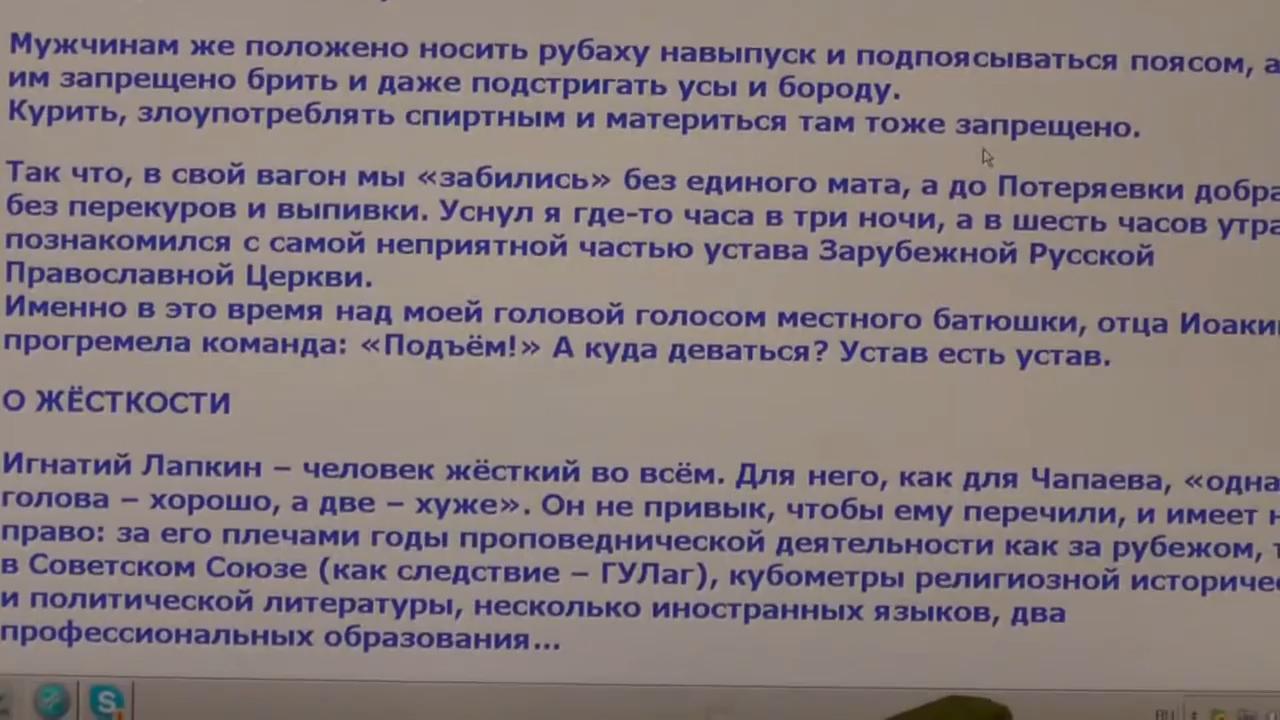 Мужчинам же положено носить рубаху навыпуск и подпоясываться поясом, а
им запрещено брить и даже подстригать усы и бороду.
Курить, злоупотреблять спиртным и материться там тоже запрещено.
Так что, в свой вагон мы «забились» без единого мата, а до Потеряевки добра
без перекуров и выпивки. Уснул я где-то часа в три ночи, а в шесть часов утра
познакомился с самой неприятной частью устава Зарубежной Русской
Православной Церкви.
Именно в это время над моей головой голосом местного батюшки, отца Иоаки
прогремела команда: «Подъём!» А куда деваться? Устав есть устав.
О ЖЁСТКОСТИ
Игнатий Лапкин – человек жёсткий во всём. Для него, как для Чапаева, «одна
голова – хорошо, а две – хуже». Он не привык, чтобы ему перечили, и имеет н
право: за его плечами годы проповеднической деятельности как за рубежом, т
в Советском Союзе (как следствие – ГУЛаг), кубометры религиозной историчес
и политической литературы, несколько иностранных языков, два
профессиональных образования...
S
RU